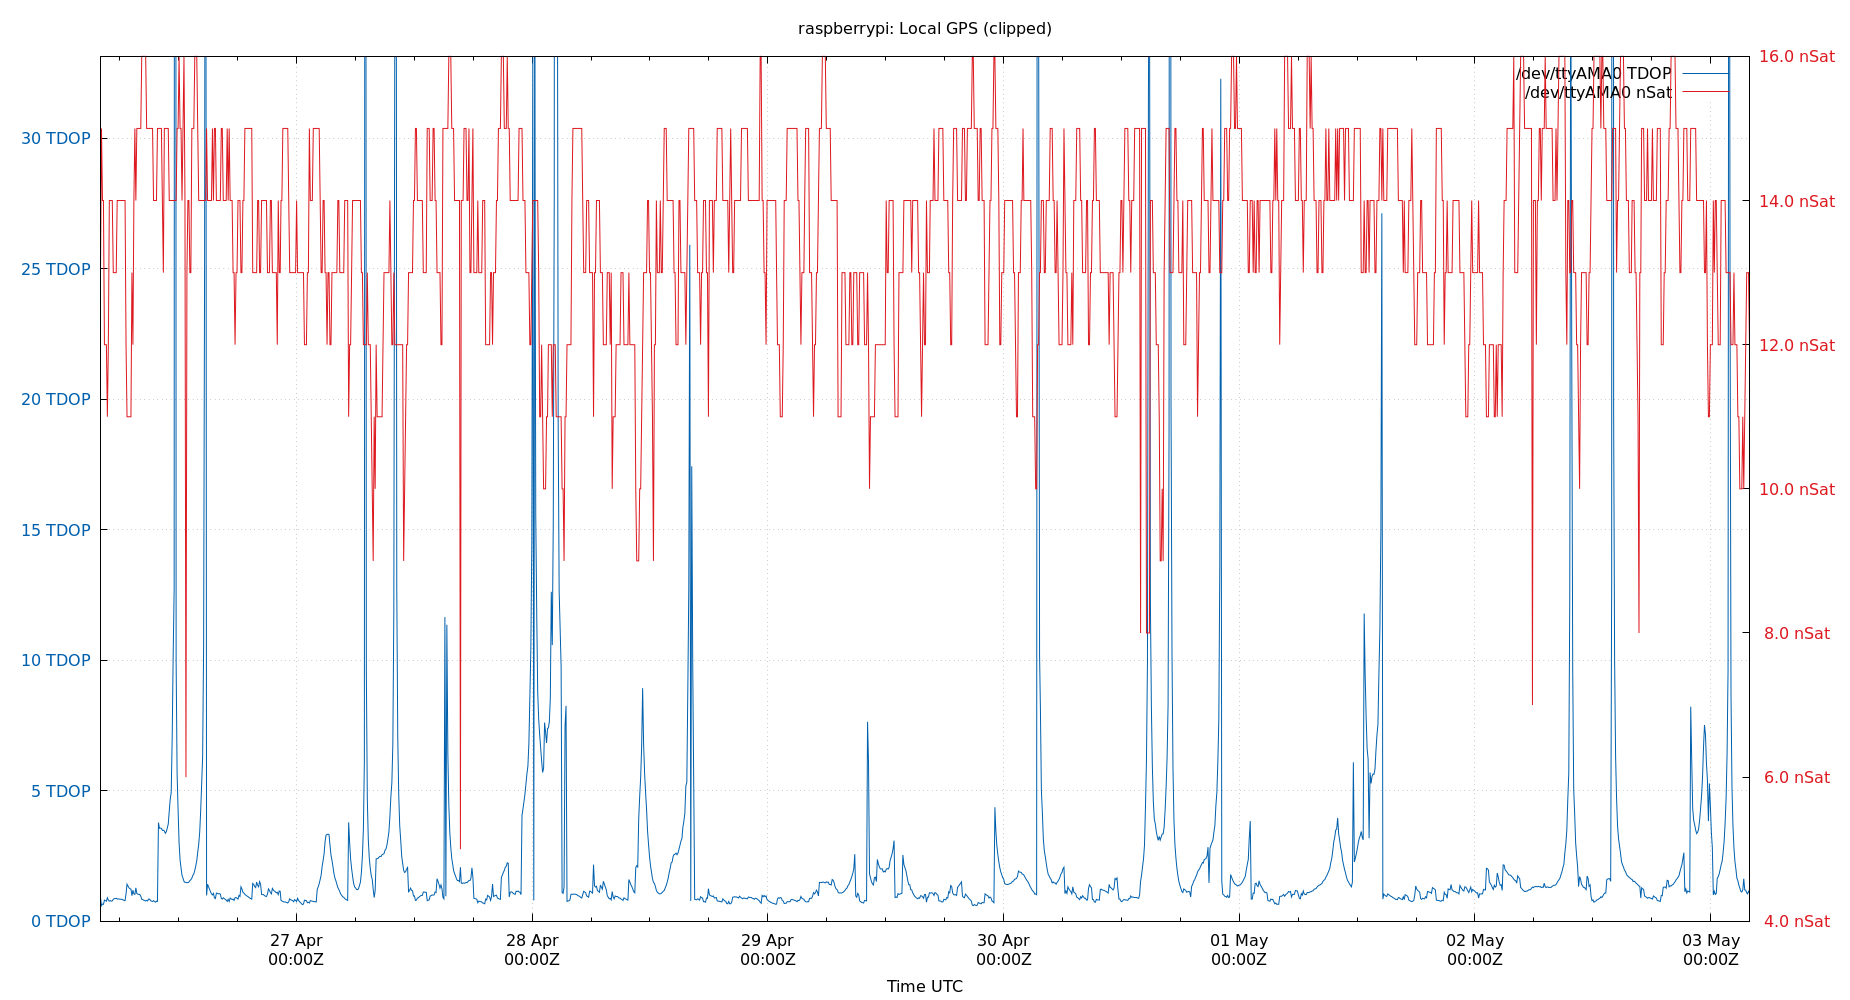 raspberrypi: Local GPS (clipped)
16.0 nSat
/dev/ttyAMA0 TDOP
/dev/ttyAMA0 nSat
30 TDOP
14.0 nSat
25 TDOP
12.0 nSat
20 TDOP
10.0 nSat
15 TDOP
8.0 nSat
10 TDOP
6.0 nSat
5 TDOP
4.0 nSat
0 TDOP
27 Apr 28 Apr 29 Apr 30 Apr 01 May 02 May 03 May
00:00Z 00:00Z 00:00Z 00:00Z 00:00Z 00:00Z 00:00Z
Time UTC